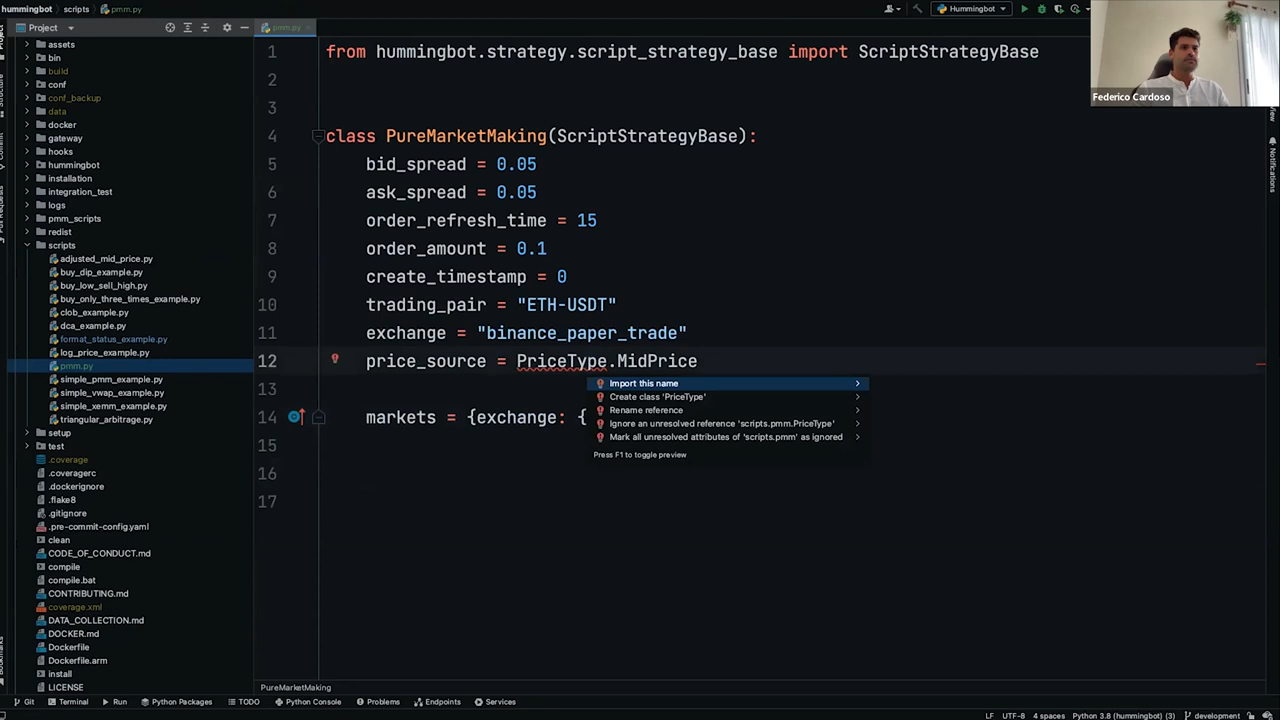 hummingbot scripts pmm.py
Hummingbot
Project
pmm.py
assets
bin
build
conf
conf_backup
data
docker
gateway
hooks
hummingbot
installation
integration_test
logs
pmm_scripts
redist
scripts
adjusted_mid_price.py
buy_dip_example.py
buy_low_sell_high.py
buy_only_three_times_example.py
clob_example.py
dca_example.py
format_status_example.py
log_price_example.py
pmm.py
simple_pmm_example.py
simple_vwap_example.py
simple_xemm_example.py
triangular_arbitrage.py
setup
test
.coverage
.coveragerc
.dockerignore
.flake8
.gitignore
.pre-commit-config.yaml
clean
CODE_OF_CONDUCT.md
compile
compile.bat
CONTRIBUTING.md
coverage.xml
DATA_COLLECTION.md
DOCKER.md
Dockerfile
Dockerfile.arm
install
LICENSE
1 from hummingbot.strategy.script_strategy_base import ScriptStrategyBase
2
3
4 class PureMarketMaking(ScriptStrategyBase):
5 bid_spread = 0.05
6 ask_spread = 0.05
7 order_refresh_time = 15
8 order_amount = 0.1
9 create_timestamp = 0
10 trading_pair = "ETH-USDT"
11 exchange = "binance_paper_trade"
12 price_source = PriceType.MidPrice
13
14 markets = {exchange: {
15
16
17
Import this name
Create class 'PriceType'
Rename reference
Ignore an unresolved reference 'scripts.pmm.PriceType'
Mark all unresolved attributes of 'scripts.pmm' as ignored
Press F1 to toggle preview
Federico Cardoso
Notifications
PureMarketMaking
Git Terminal Run Python Packages TODO Python Console Problems Endpoints Services
LF UTF-8 4 spaces Python 3.8 (hummingbot) (3) development